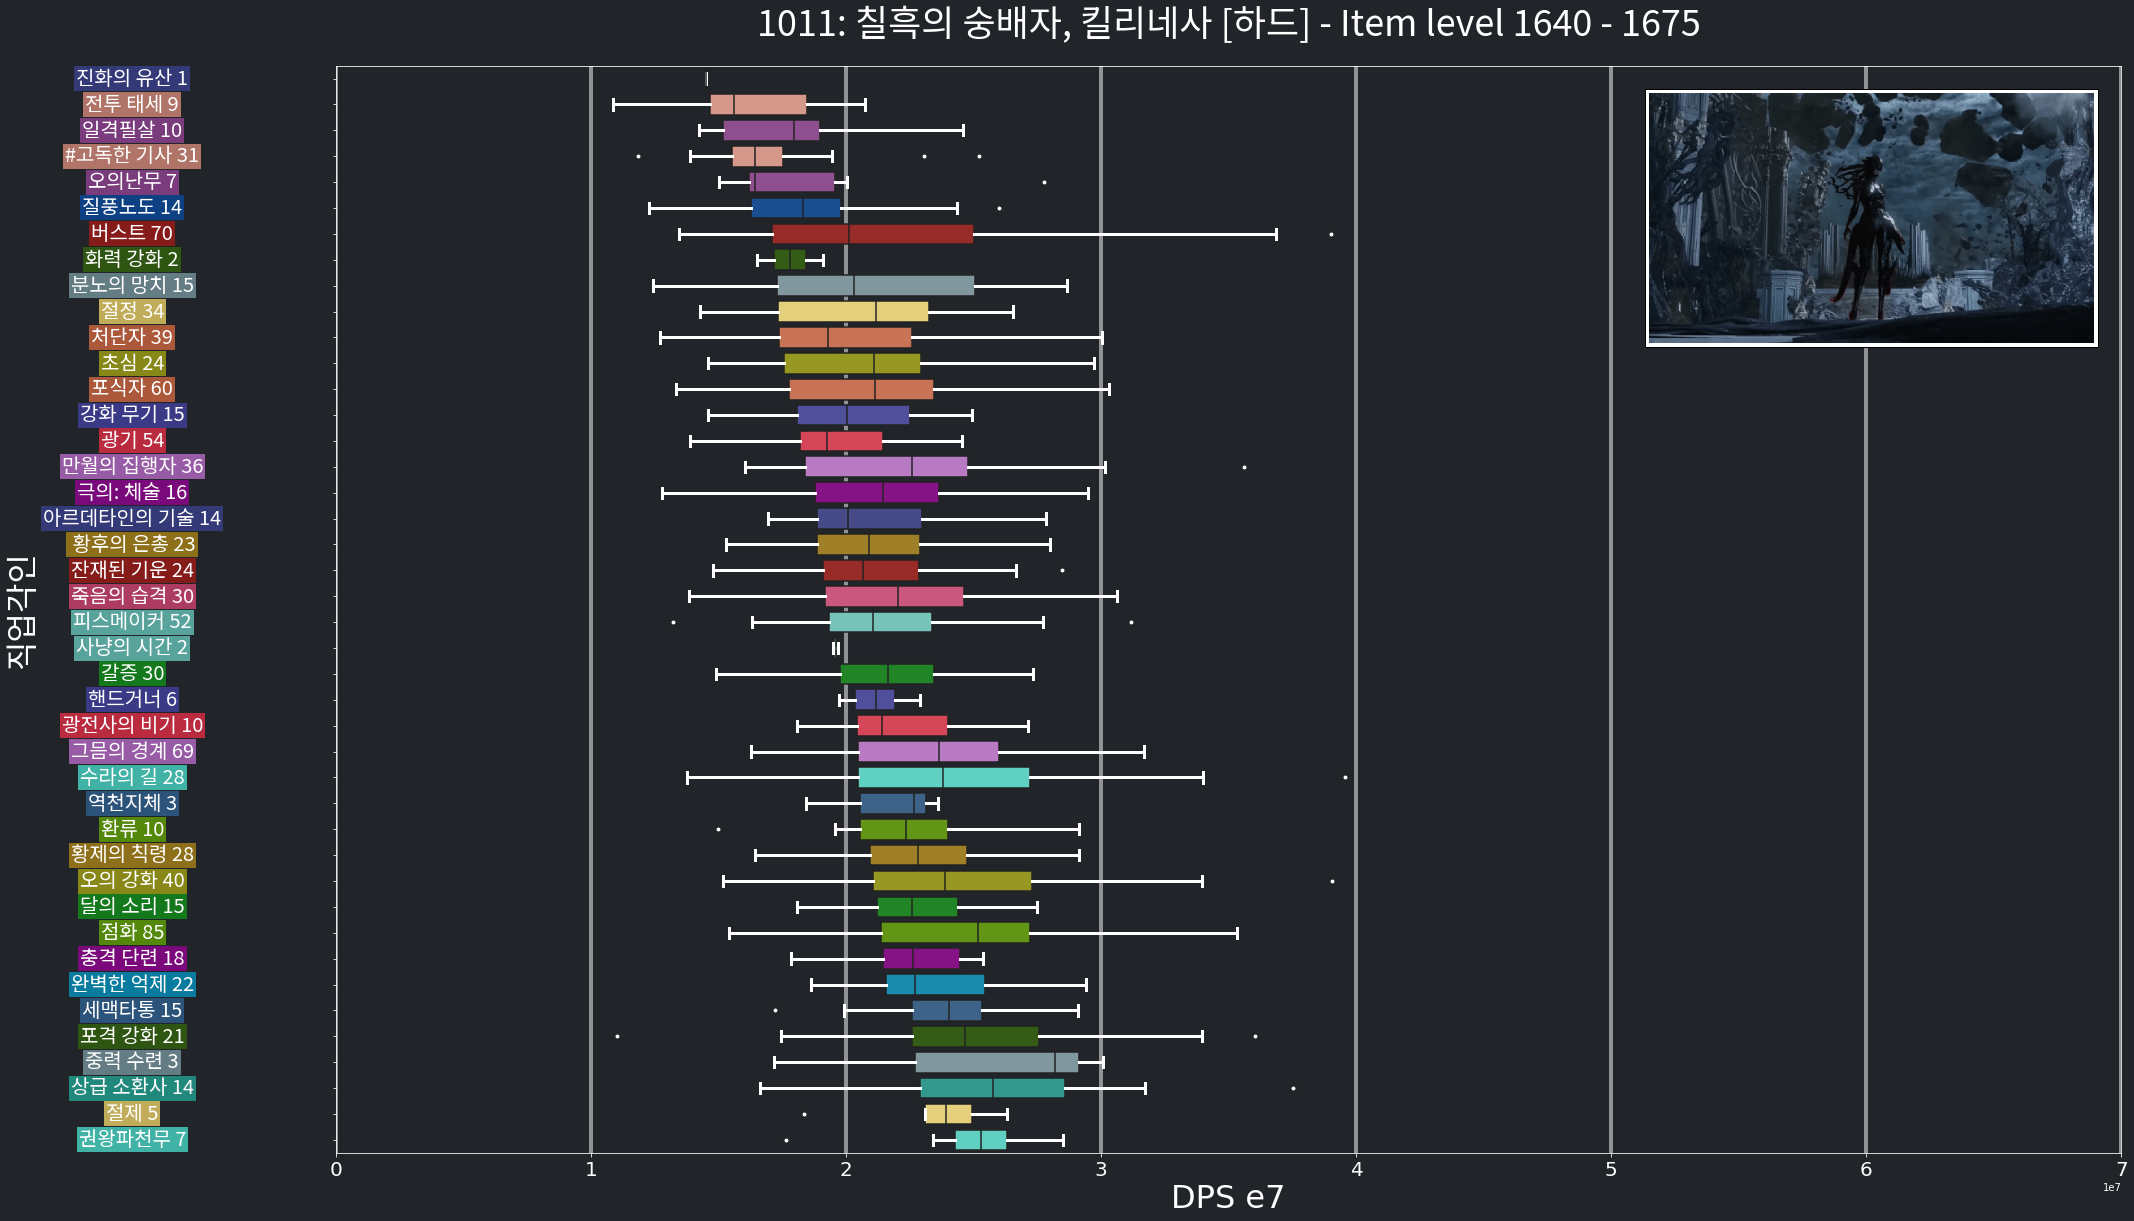 1011: 칠흑의 숭배자, 킬리네사 [하드] - Item level 1640 - 1675
진화의 유산 1
전투 태세 9
일격필살 10
#고독한 기사 31
오의난무 7
질풍노도 14
버스트 70
화력 강화 2
분노의 망치 15
절정 34
처단자 39
초심 24
포식자 60
강화 무기 15
광기 54
만월의 집행자 36
극의: 체술 16
아르데타인의 기술 14
황후의 은총 23
잔재된 기운 24
죽음의 습격 30
피스메이커 52
사냥의 시간 2
갈증 30
핸드거너 6
광전사의 비기 10
그믐의 경계 69
수라의 길 28
역천지체 3
환류 10
황제의 칙령 28
오의 강화 40
달의 소리 15
점화 85
충격 단련 18
완벽한 억제 22
세맥타통 15
포격 강화 21
중력 수련 3
상급 소환사 14
절제 5
권왕파천무 7
직업각인
0 1 2 3 4 5 6 7
1e7
DPS e7